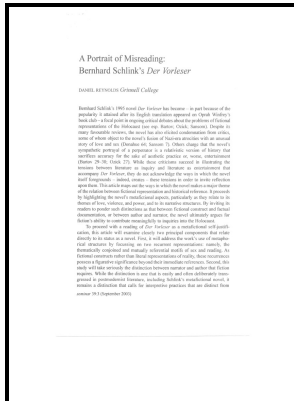 A Portrait of Misreading:
Bernhard Schlink's Der Vorleser
DANIEL REYNOLDS Grinnell College
Bernhard Schlink's 1995 novel Der Vorleser has become – in part because of the
popularity it attained after its English translation appeared on Oprah Winfrey's
book club – a focal point in ongoing critical debates about the problems of fictional
representations of the Holocaust (see esp. Bartov, Ozick, Sansom). Despite its
many favorable reviews, the novel has also elicited condemnation from critics,
some of whom object to the novel's fusion of Nazi-era atrocities with an unusual
story of love and sex (Donahue 64; Sansom 7). Others charge that the novel's
sympathetic portrayal of a perpetrator is a relativistic version of history that
sacrifices accuracy for the sake of aesthetic practice or, worse, entertainment
(Bartov 29–30; Ozick 27). While these criticisms succeed in illustrating the
tensions between literature as inquiry and literature as entertainment that
accompany Der Vorleser, they do not acknowledge the ways in which the novel
itself foregrounds – indeed, – these tensions in order to invite reflection
upon them. This article maps out the ways in which the novel makes a major theme
of the relation between fictional representation and historical reference. It proceeds
by highlighting the novel's metafictional aspects, particularly as they relate to its
themes of love, violence, and power, and to its narrative structures. By inviting its
readers to ponder such distinctions as that between fictional construct and factual
documentation, or between author and narrator, the novel ultimately argues for
fiction's ability to contribute meaningfully to inquiries into the Holocaust.
To proceed with a reading of Der Vorleser as a metafictional self-justifi-
cation, this article will examine closely two principal components that relate
directly to its status as a novel. First, it will address the work's use of metapho-
rical structures by focussing on two recurrent representations; namely, the
thematically conjoined and mutually referential motifs of sex and reading. As
fictional constructs rather than literal representations of reality, these recurrences
possess a figurative significance beyond their immediate references. Second, this
study will take seriously the distinction between narrator and author that fiction
requires. While the distinction is one that is easily and often deliberately trans-
gressed in postmodernist literature, including Schlink's metafictional novel, it
remains a distinction that calls for interpretive practices that are distinct from
seminar 39:3 (September 2003)